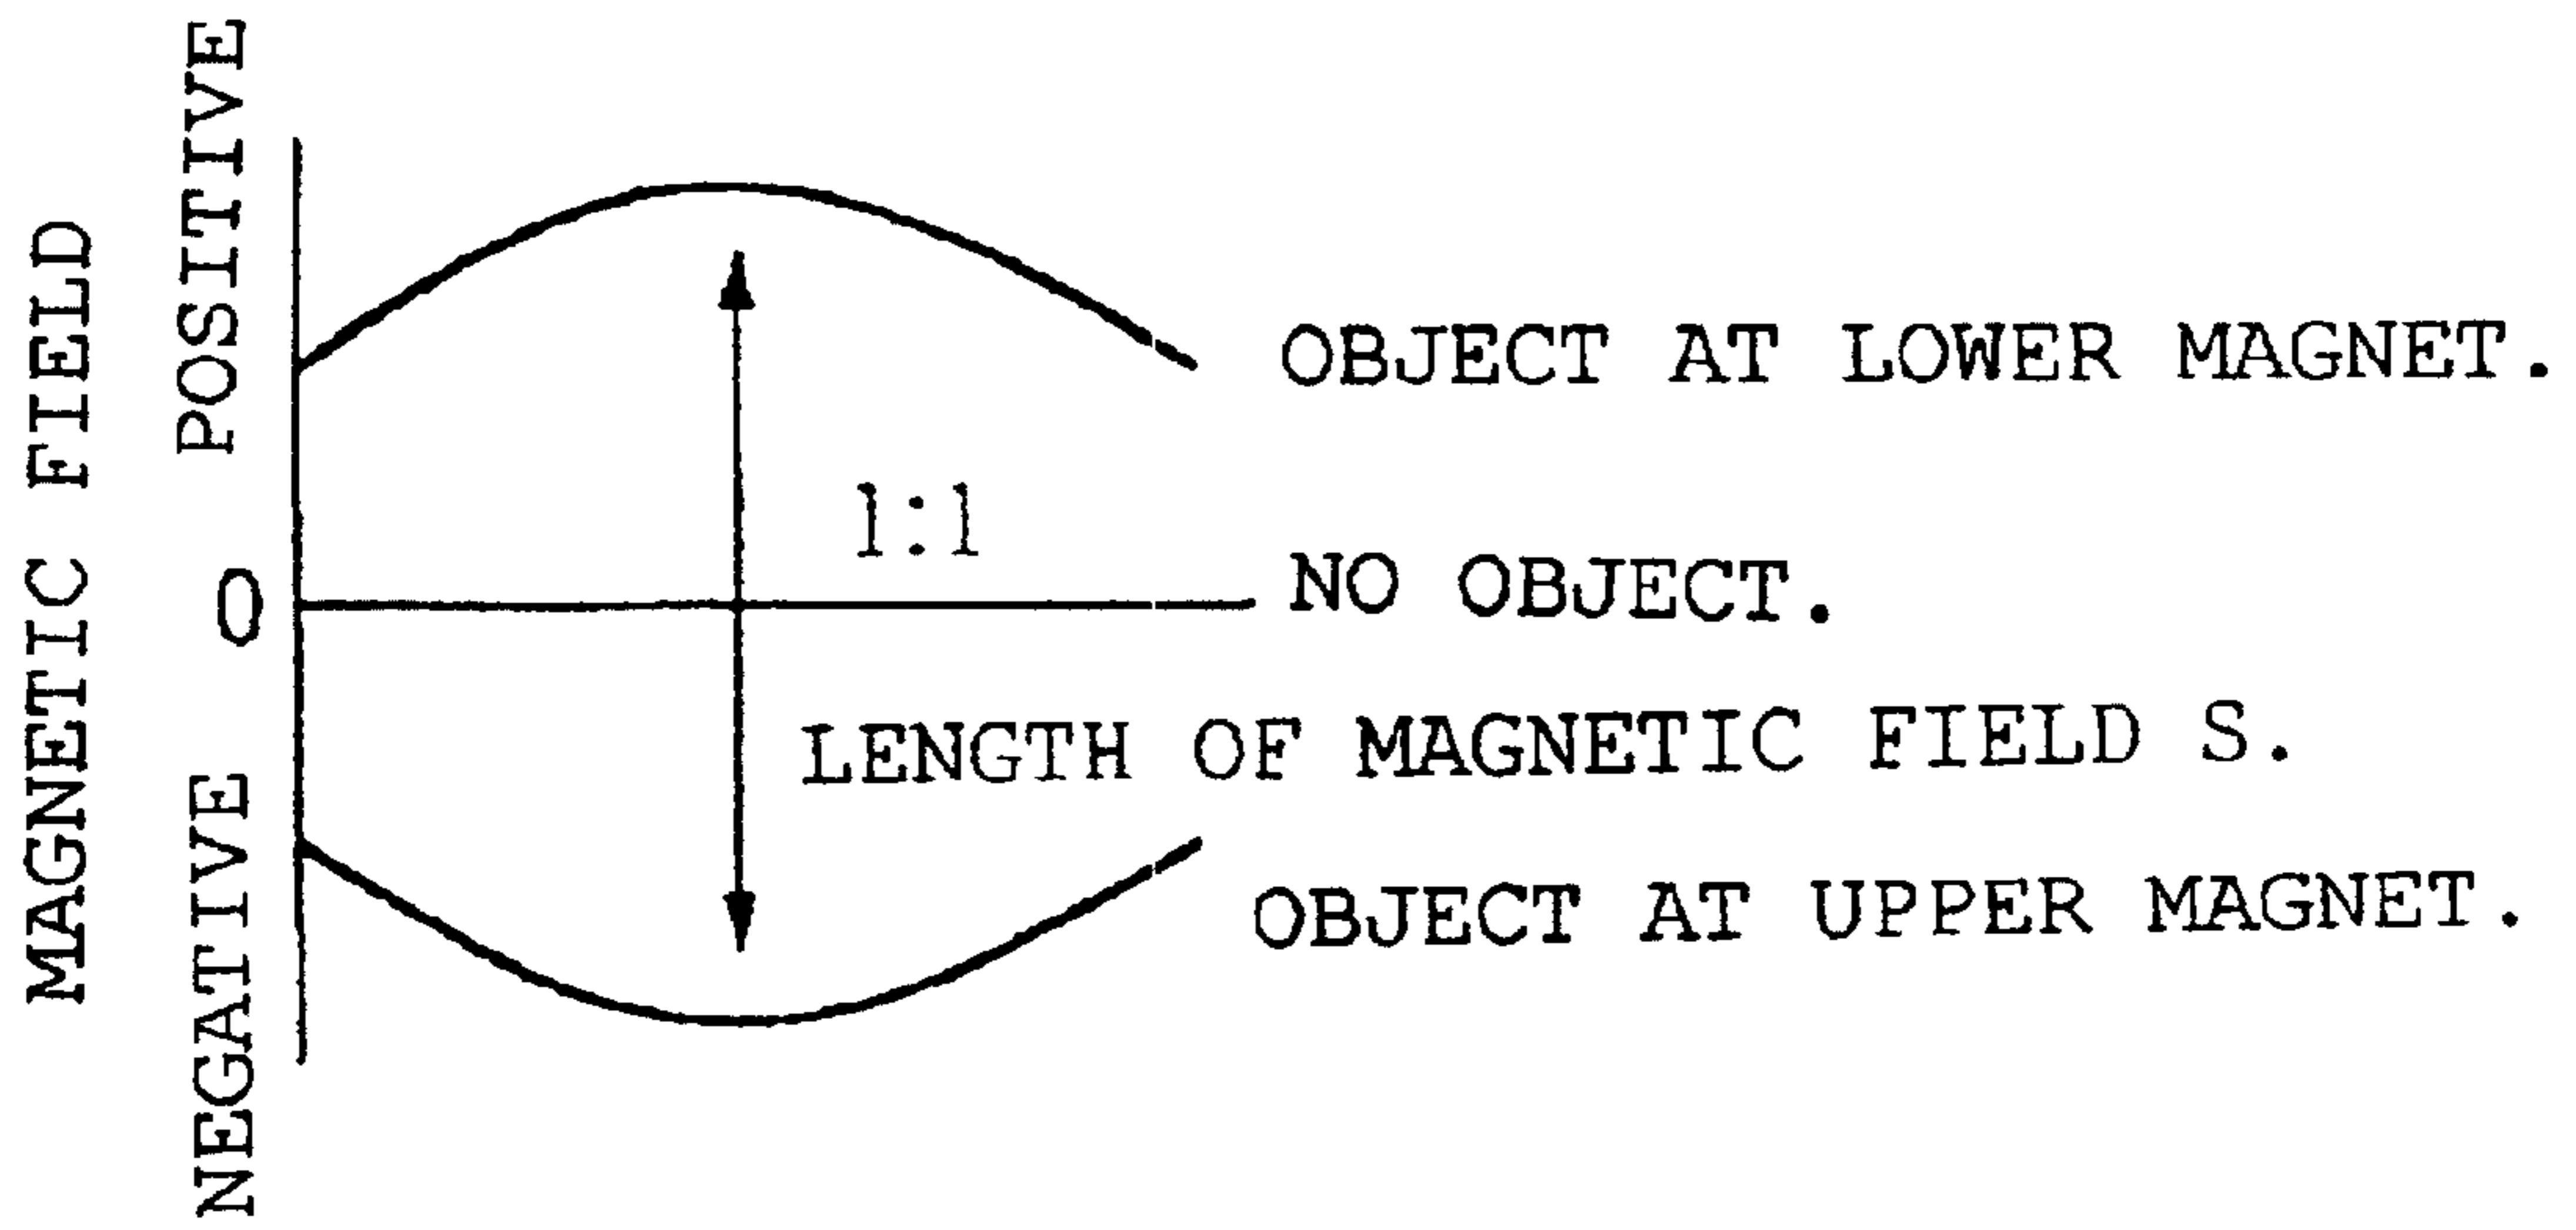 MAGNETIC FIELD
NEGATIVE 0 POSITIVE
OBJECT AT LOWER MAGNET.
1:1
NO OBJECT.
LENGTH OF MAGNETIC FIELD S.
OBJECT AT UPPER MAGNET.